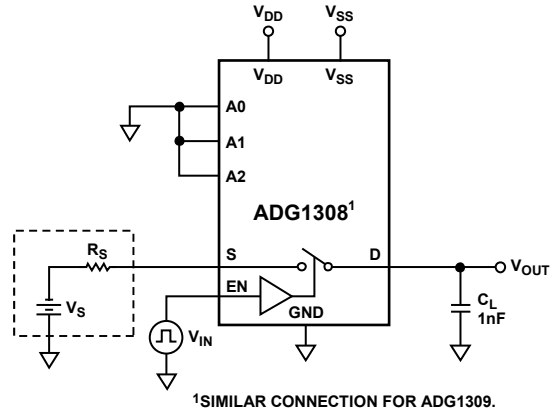 VDD VSS
VDD VSS
A0
A1
A2
ADG1308¹
RS S D VOUT
EN
VS VIN GND CL
1nF
¹SIMILAR CONNECTION FOR ADG1309.